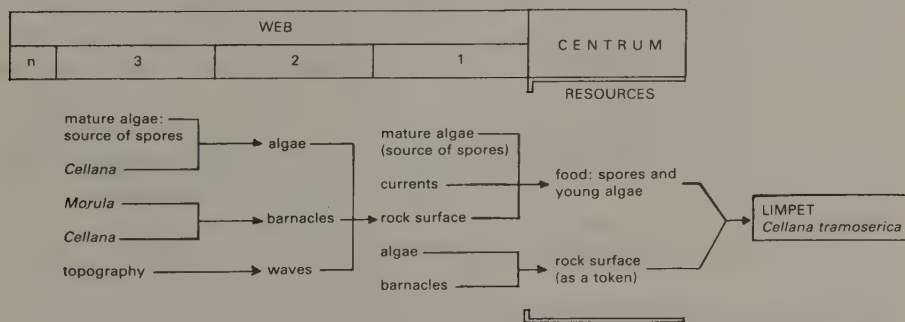 WEB
CENTRUM
n 3 2 1
RESOURCES
mature algae:
source of spores
Cellana
algae
Morula
Cellana
barnacles
topography
waves
mature algae
(source of spores)
currents
rock surface
food: spores and
young algae
algae
barnacles
rock surface
(as a token)
LIMPET
Cellana tramoserica